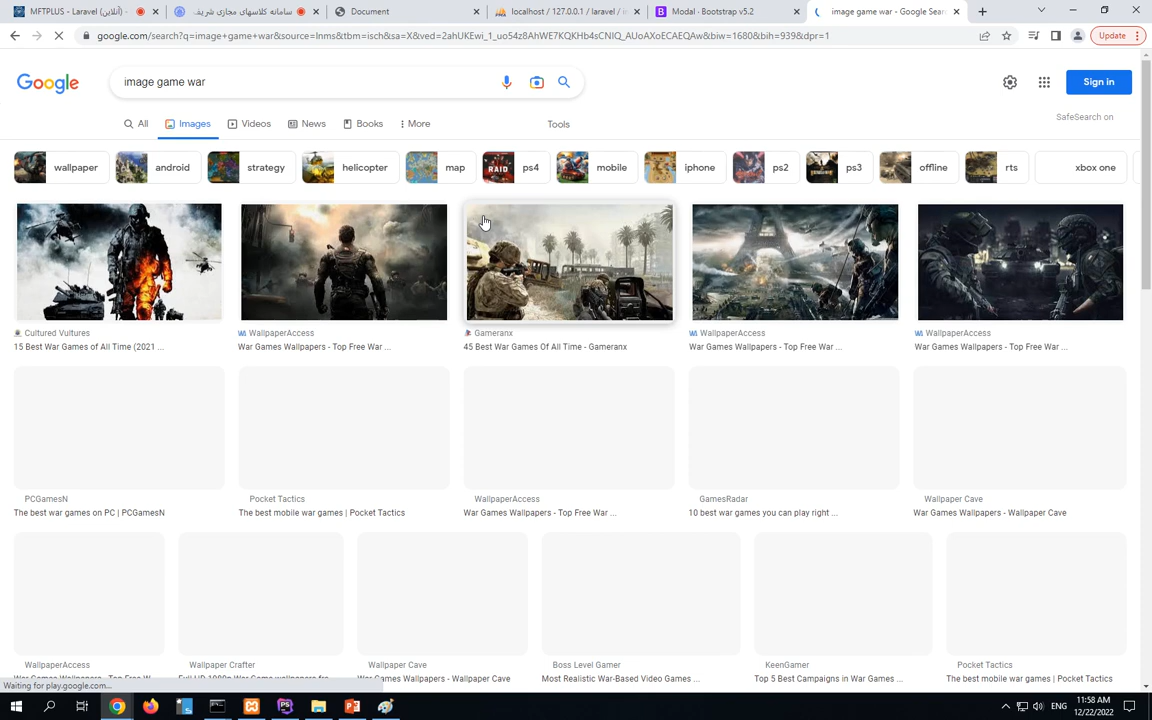 MFTPLUS - Laravel (آنلاین) -
سامانه کلاسهای مجازی شریف
Document
localhost / 127.0.0.1 / laravel / i
Modal · Bootstrap v5.2
image game war - Google Sear
google.com/search?q=image+game+war&source=lnms&tbm=isch&sa=X&ved=2ahUKEwi_1_uo54z8AhWE7KQKHb4sCNIQ_AUoAXoECAEQAw&biw=1680&bih=939&dpr=1
Update
Google
image game war
Sign in
All
Images
Videos
News
Books
More
Tools
SafeSearch on
wallpaper
android
strategy
helicopter
map
RAID
ps4
mobile
iphone
ps2
ps3
offline
rts
xbox one
Cultured Vultures
WallpaperAccess
Gameranx
WallpaperAccess
WallpaperAccess
15 Best War Games of All Time (2021 ...
War Games Wallpapers - Top Free War ...
45 Best War Games Of All Time - Gameranx
War Games Wallpapers - Top Free War ...
War Games Wallpapers - Top Free War ...
PCGamesN
Pocket Tactics
WallpaperAccess
GamesRadar
Wallpaper Cave
The best war games on PC | PCGamesN
The best mobile war games | Pocket Tactics
War Games Wallpapers - Top Free War ...
10 best war games you can play right ...
War Games Wallpapers - Wallpaper Cave
WallpaperAccess
Wallpaper Crafter
Wallpaper Cave
Boss Level Gamer
KeenGamer
Pocket Tactics
War Games Wallpapers - Wallpaper Cave
Most Realistic War-Based Video Games ...
Top 5 Best Campaigns in War Games ...
The best mobile war games | Pocket Tactics
Waiting for play.google.com...
ENG
11:58 AM
12/22/2022